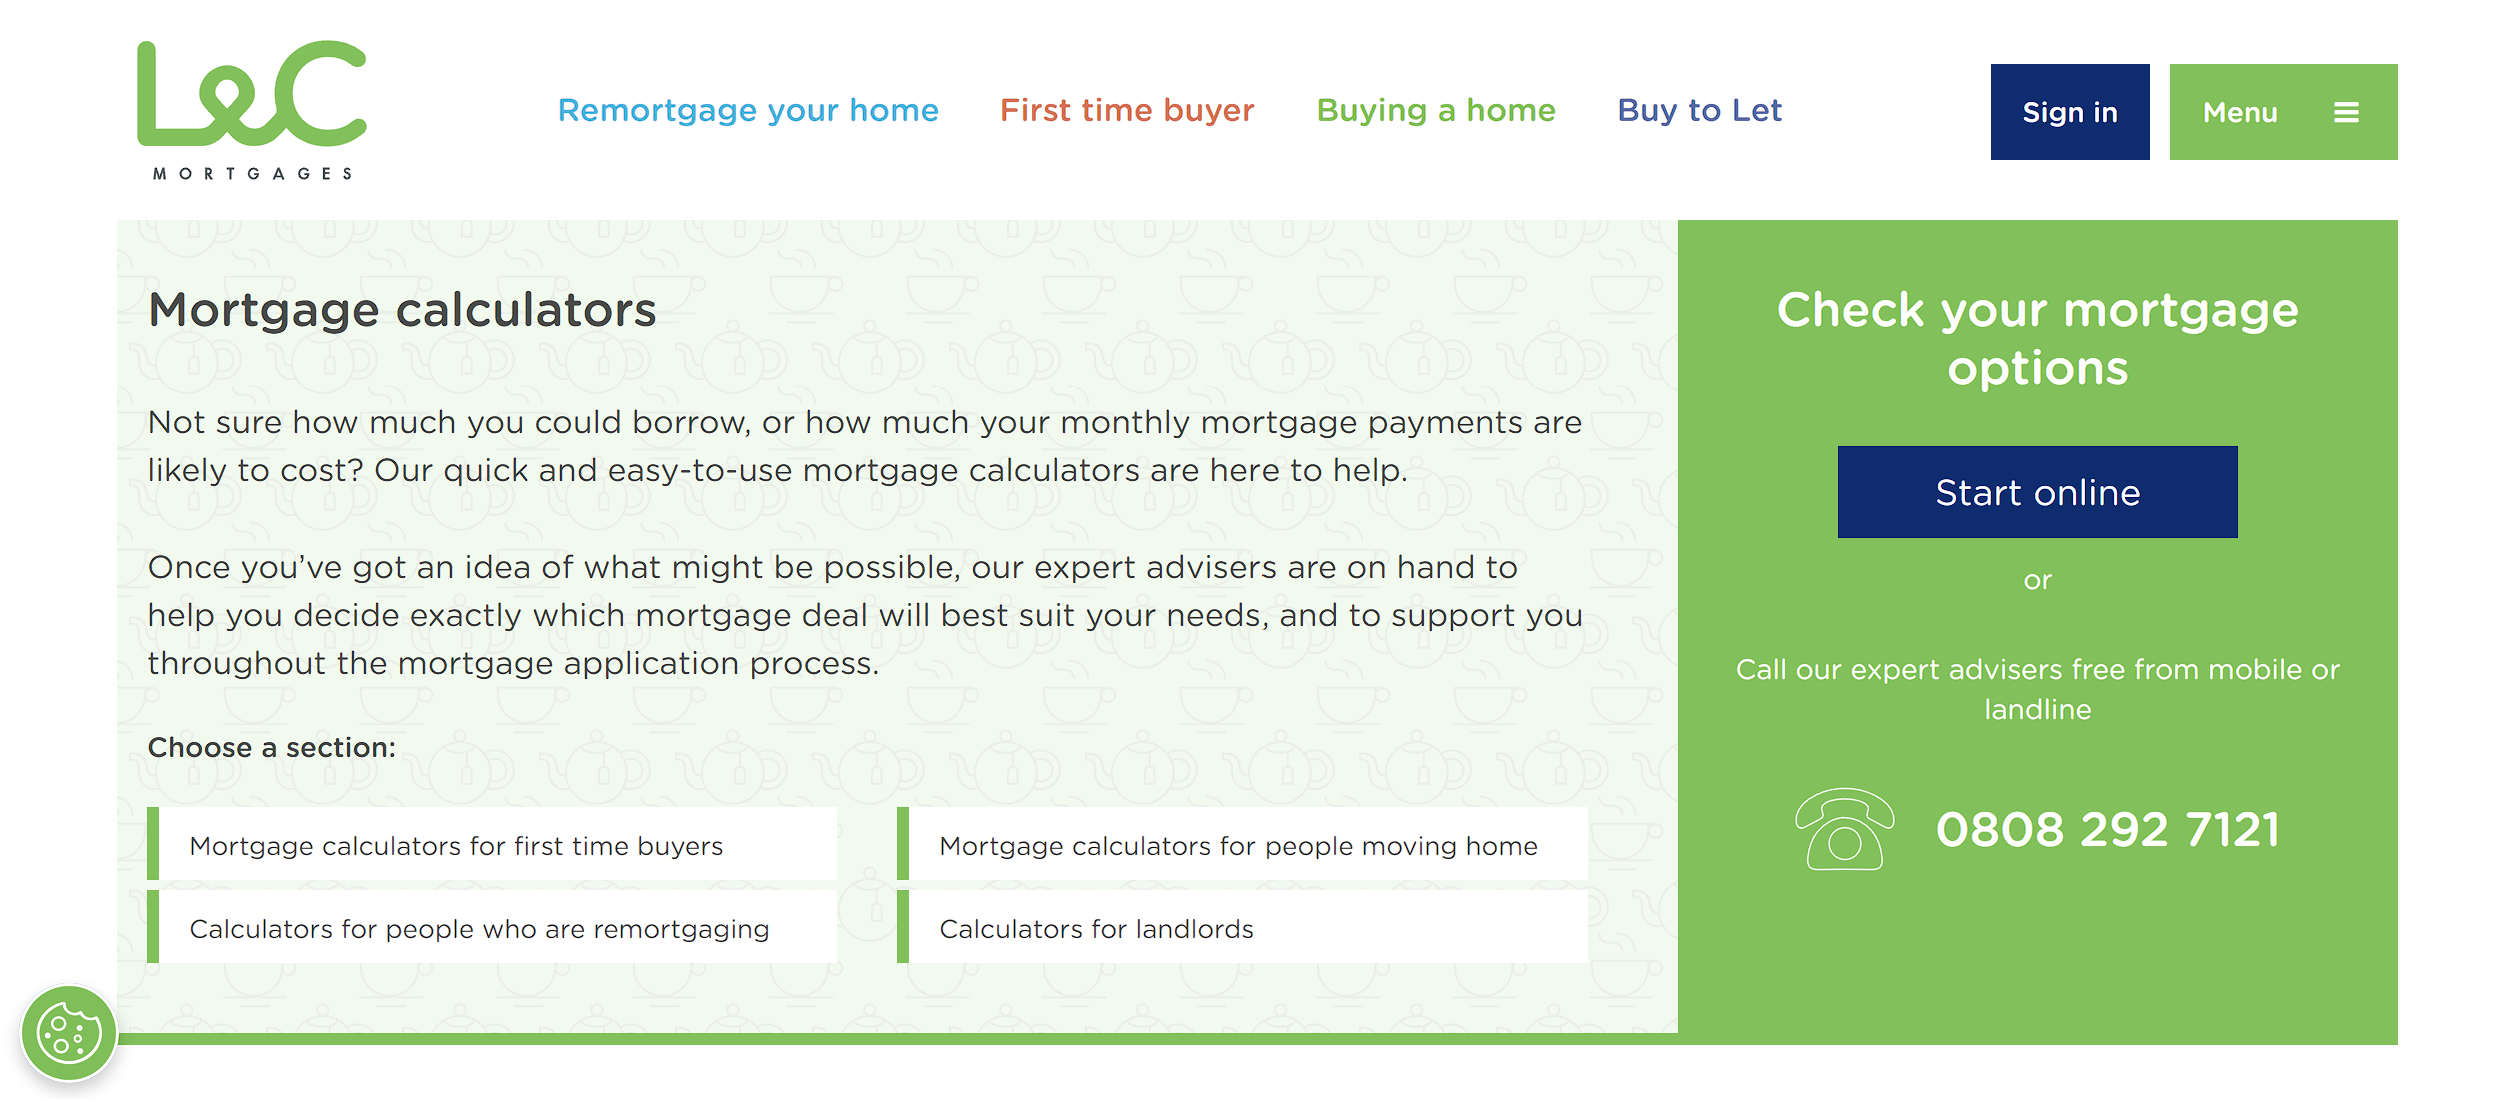 L&C
MORTGAGES
Remortgage your home
First time buyer
Buying a home
Buy to Let
Sign in
Menu
Mortgage calculators
Not sure how much you could borrow, or how much your monthly mortgage payments are
likely to cost? Our quick and easy-to-use mortgage calculators are here to help.
Once you’ve got an idea of what might be possible, our expert advisers are on hand to
help you decide exactly which mortgage deal will best suit your needs, and to support you
throughout the mortgage application process.
Choose a section:
Mortgage calculators for first time buyers
Mortgage calculators for people moving home
Calculators for people who are remortgaging
Calculators for landlords
Check your mortgage
options
Start online
or
Call our expert advisers free from mobile or
landline
0808 292 7121